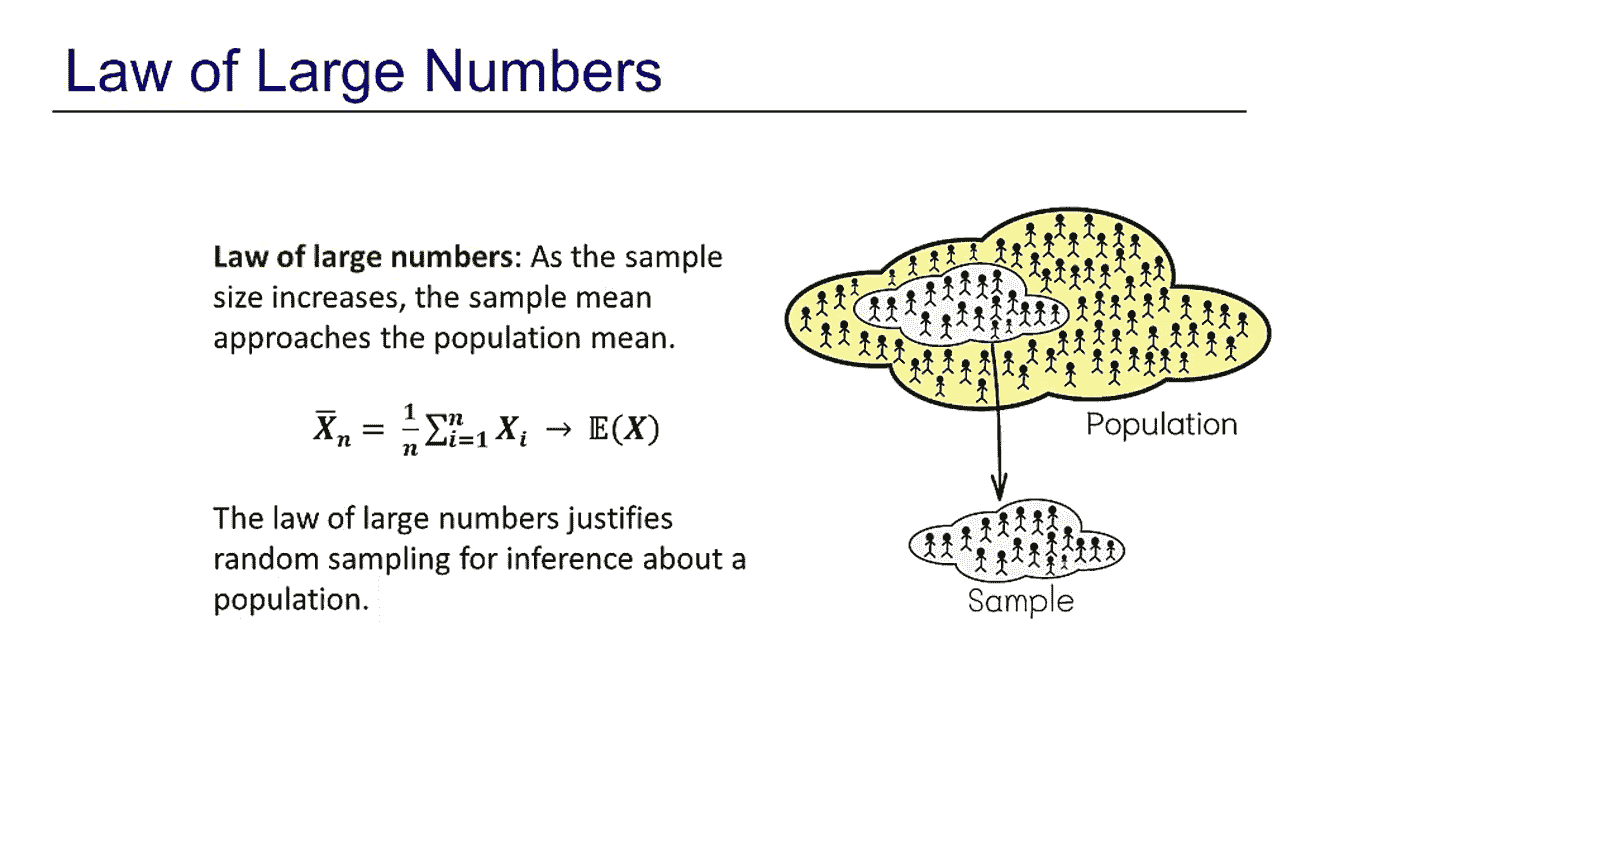 Law of Large Numbers
Law of large numbers: As the sample
size increases, the sample mean
approaches the population mean.
X̅ₙ = 1/n ∑ⁿᵢ₌₁ Xᵢ → 𝔼(X)
The law of large numbers justifies
random sampling for inference about a
population.
Population
Sample